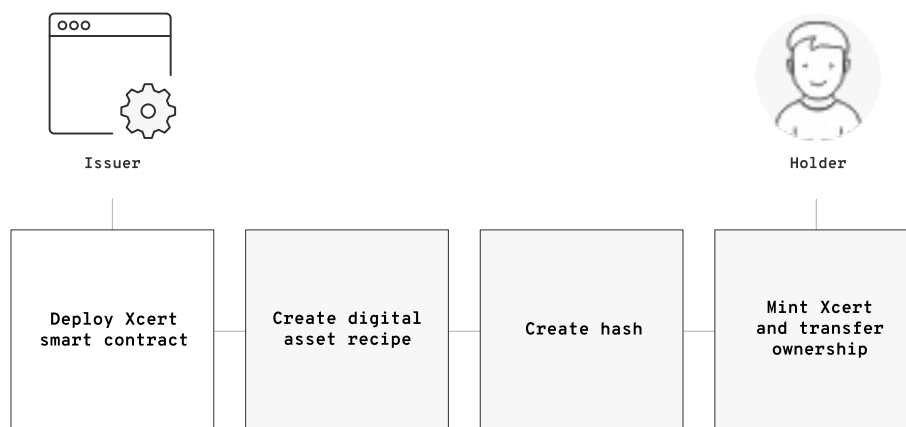 Issuer
Holder
Deploy Xcert
smart contract
Create digital
asset recipe
Create hash
Mint Xcert
and transfer
ownership